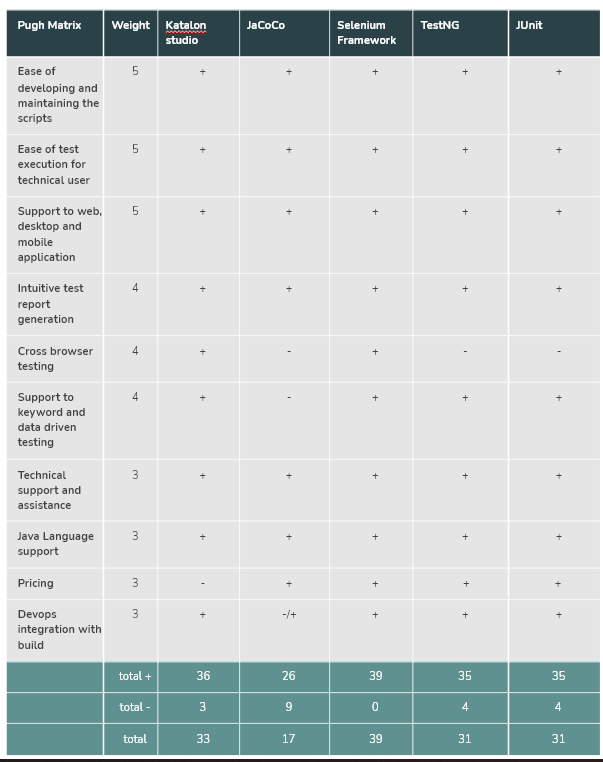 Pugh Matrix Weight Katalon studio JaCoCo Selenium Framework TestNG JUnit
Ease of developing and maintaining the scripts 5 + + + + +
Ease of test execution for technical user 5 + + + + +
Support to web, desktop and mobile application 5 + + + + +
Intuitive test report generation 4 + + + + +
Cross browser testing 4 + - + - -
Support to keyword and data driven testing 4 + - + + +
Technical support and assistance 3 + + + + +
Java Language support 3 + + + + +
Pricing 3 - + + + +
Devops integration with build 3 + -/+ + + +
total + 36 26 39 35 35
total - 3 9 0 4 4
total 33 17 39 31 31